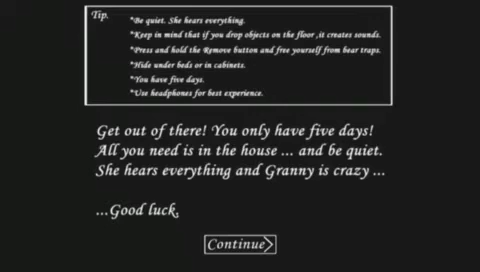 Tip.
*Be quiet. She hears everything.
*Keep in mind that if you drop objects on the floor ,it creates sounds.
*Press and hold the Remove button and free yourself from bear traps.
*Hide under beds or in cabinets.
*You have five days.
*Use headphones for best experience.
Get out of there! You only have five days!
All you need is in the house ... and be quiet.
She hears everything and Granny is crazy ...
...Good luck.
Continue